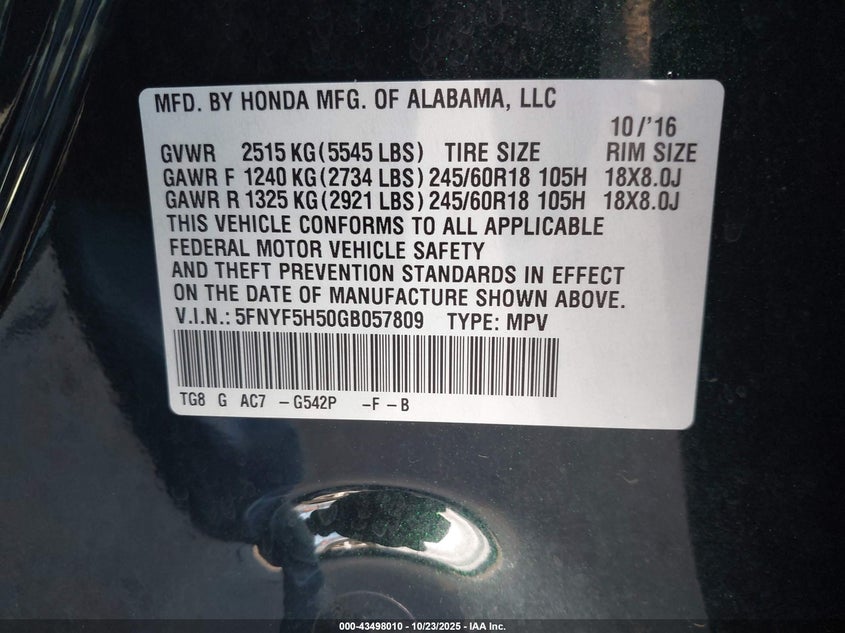 MFD. BY HONDA MFG. OF ALABAMA, LLC
10/'16
GVWR 2515 KG (5545 LBS) TIRE SIZE RIM SIZE
GAWR F 1240 KG (2734 LBS) 245/60R18 105H 18X8.0J
GAWR R 1325 KG (2921 LBS) 245/60R18 105H 18X8.0J
THIS VEHICLE CONFORMS TO ALL APPLICABLE
FEDERAL MOTOR VEHICLE SAFETY
AND THEFT PREVENTION STANDARDS IN EFFECT
ON THE DATE OF MANUFACTURE SHOWN ABOVE.
V.I.N.: 5FNYF5H50GB057809 TYPE: MPV
TG8 G AC7 -G542P -F-B
000-43498010 - 10/23/2025 - IAA Inc.